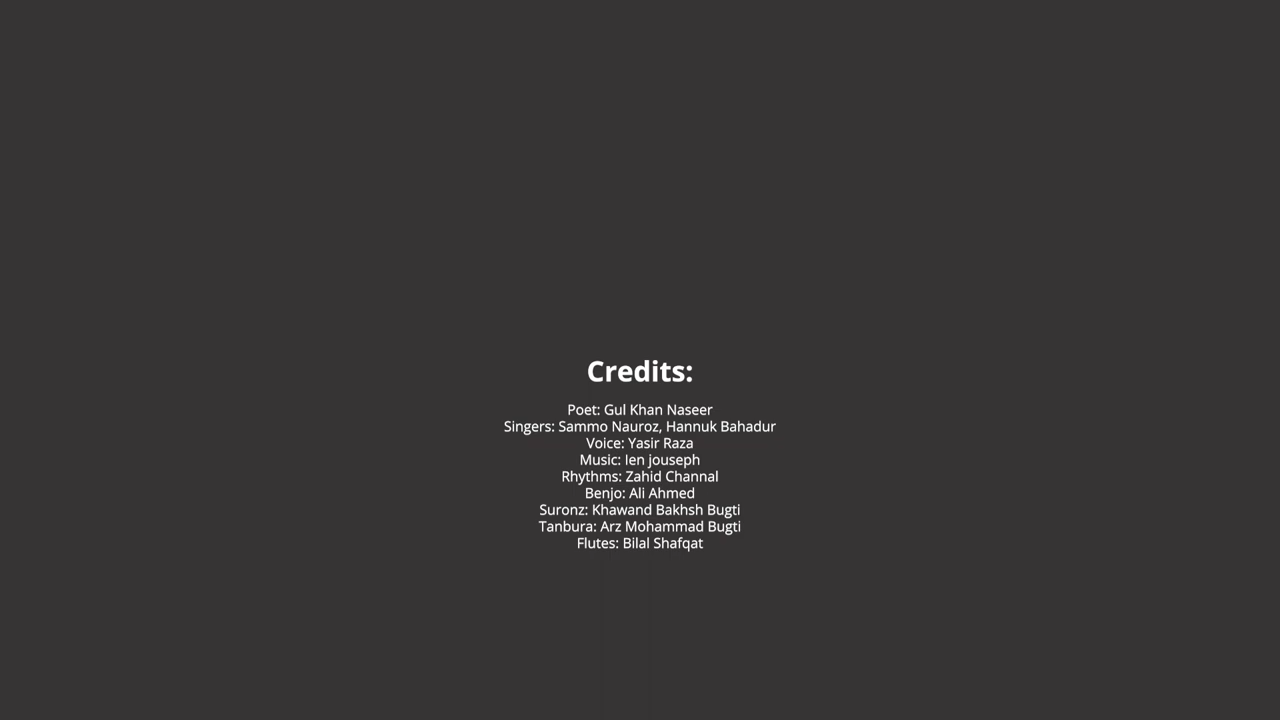 Credits:
Poet: Gul Khan Naseer
Singers: Sammo Nauroz, Hannuk Bahadur
Voice: Yasir Raza
Music: Ien jouseph
Rhythms: Zahid Channal
Benjo: Ali Ahmed
Suronz: Khawand Bakhsh Bugti
Tanbura: Arz Mohammad Bugti
Flutes: Bilal Shafqat